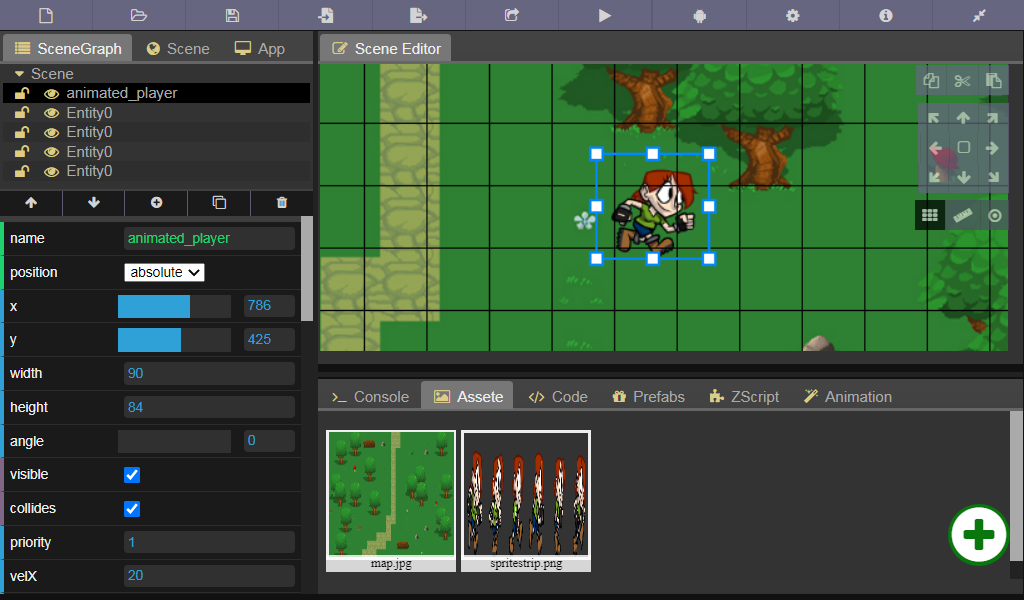 SceneGraph
Scene
App
Scene
animated_player
Entity0
Entity0
Entity0
Entity0
name animated_player
position absolute
x 786
y 425
width 90
height 84
angle 0
visible
collides
priority 1
velX 20
Scene Editor
Console
Assete
Code
Prefabs
ZScript
Animation
map.jpg
spritestrip.png